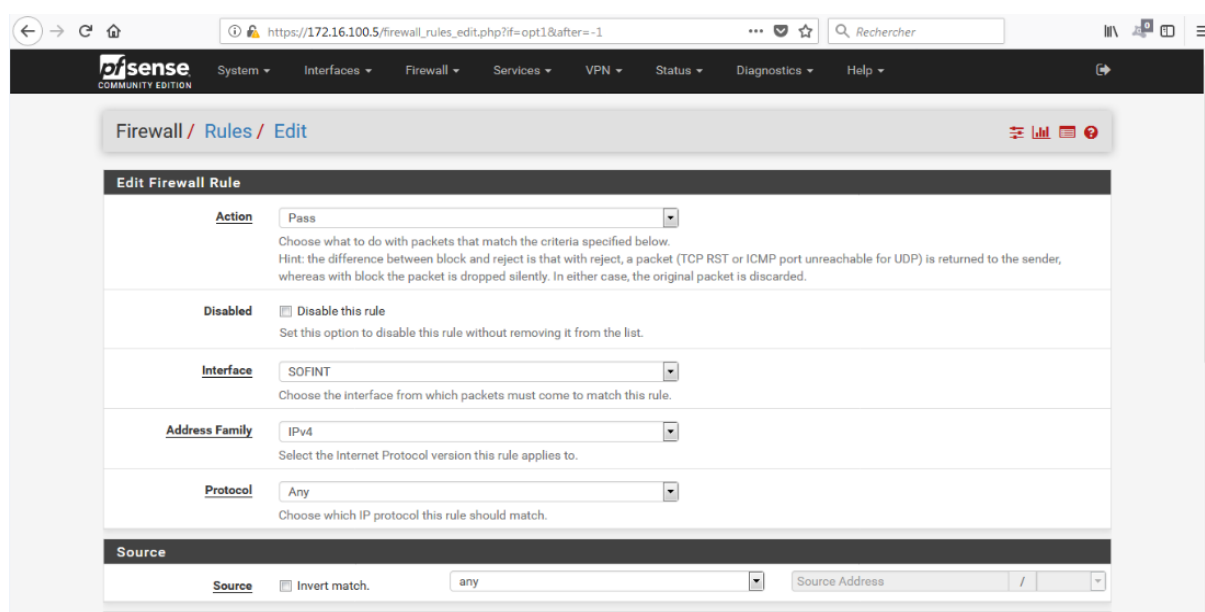 https://172.16.100.5/firewall_rules_edit.php?if=opt1&after=-1
Rechercher
pfsense
COMMUNITY EDITION
System Interfaces Firewall Services VPN Status Diagnostics Help
Firewall / Rules / Edit
Edit Firewall Rule
Action Pass
Choose what to do with packets that match the criteria specified below.
Hint: the difference between block and reject is that with reject, a packet (TCP RST or ICMP port unreachable for UDP) is returned to the sender,
whereas with block the packet is dropped silently. In either case, the original packet is discarded.
Disabled Disable this rule
Set this option to disable this rule without removing it from the list.
Interface SOFINT
Choose the interface from which packets must come to match this rule.
Address Family IPv4
Select the Internet Protocol version this rule applies to.
Protocol Any
Choose which IP protocol this rule should match.
Source
Source Invert match. any Source Address /